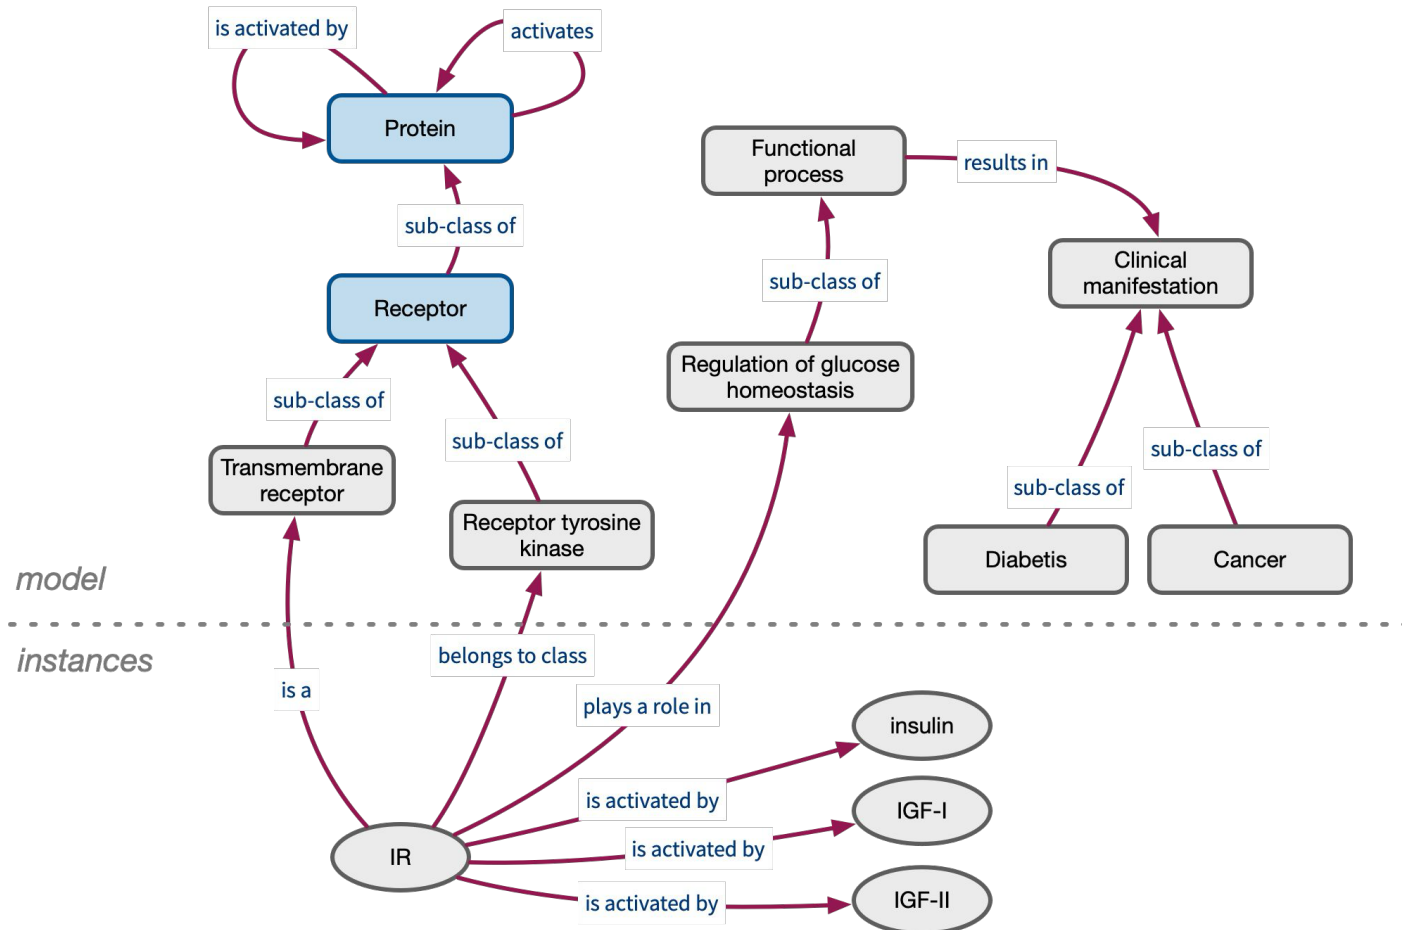 is activated by
activates
Protein
Functional
process
results in
sub-class of
Clinical
manifestation
sub-class of
Receptor
Regulation of glucose
homeostasis
sub-class of
sub-class of
sub-class of
Transmembrane
receptor
sub-class of
Receptor tyrosine
kinase
Diabetis
Cancer
model
instances
belongs to class
is a
plays a role in
insulin
is activated by
IGF-I
is activated by
IR
IGF-II
is activated by